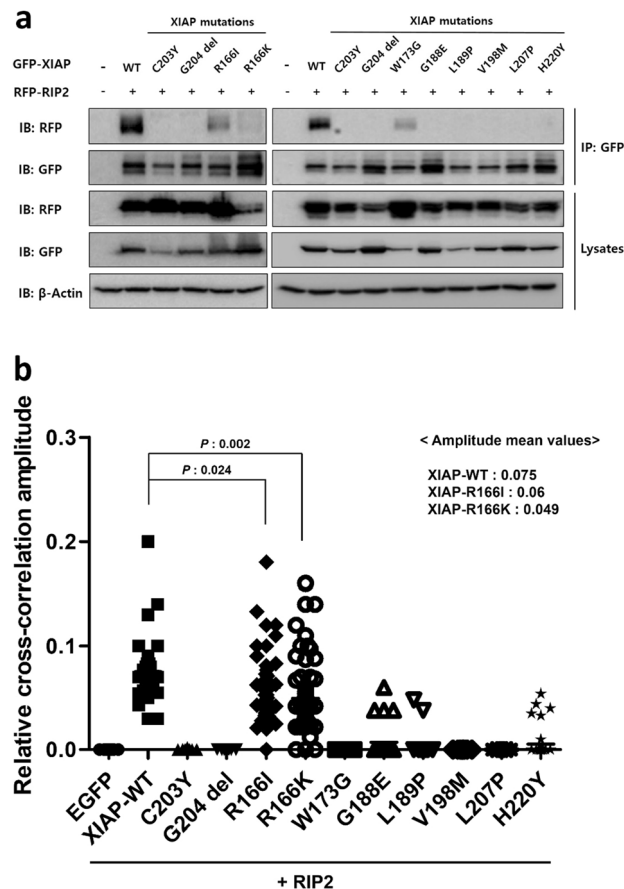 a
XIAP mutations XIAP mutations
GFP-XIAP - WT C203Y G204 del R166I R166K - WT C203Y G204 del W173G G188E L189P V198M L207P H220Y
RFP-RIP2 - + + + + + - + + + + + + + + +
IB: RFP
IB: GFP
IP: GFP
IB: RFP
IB: GFP
Lysates
IB: β-Actin
b
Relative cross-correlation amplitude
0.3
0.2
0.1
0.0
P : 0.002
P : 0.024
< Amplitude mean values>
XIAP-WT : 0.075
XIAP-R166I : 0.06
XIAP-R166K : 0.049
EGFP XIAP-WT C203Y G204 del R166I R166K W173G G188E L189P V198M L207P H220Y
+ RIP2